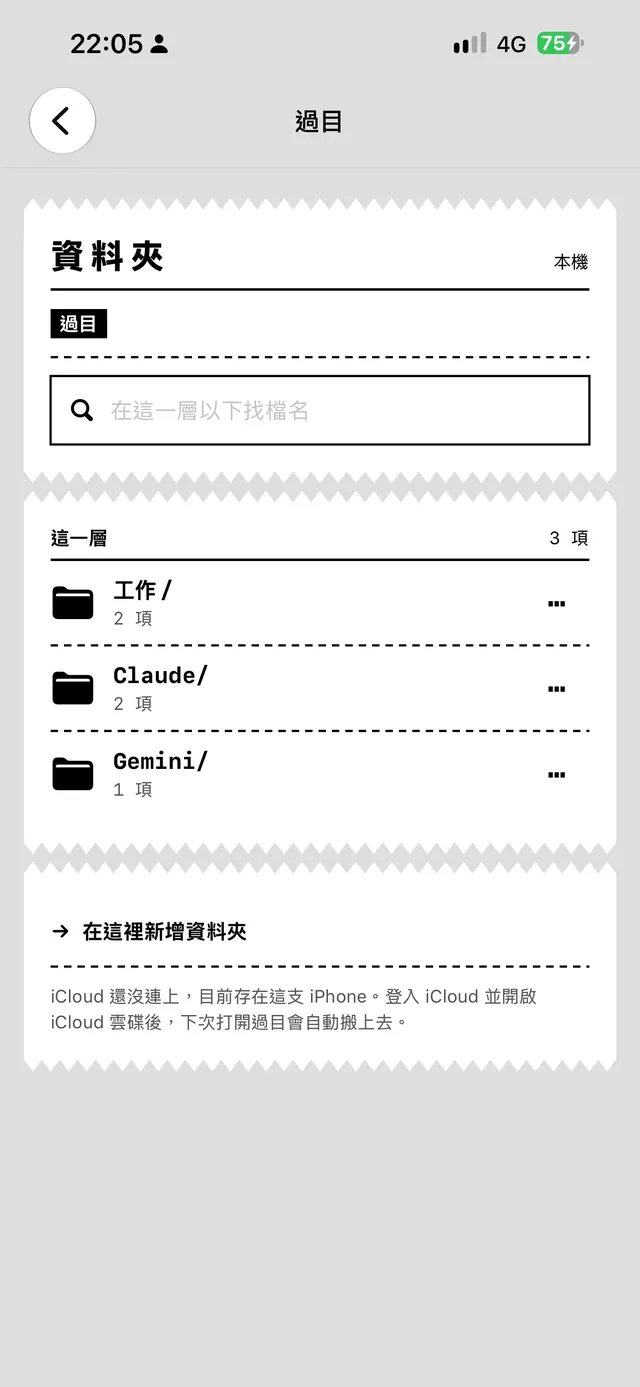 22:05
4G
75
過目
資料夾
本機
過目
在這一層以下找檔名
這一層
3 項
工作/
2 項
Claude/
2 項
Gemini/
1 項
→ 在這裡新增資料夾
iCloud 還沒連上，目前存在這支 iPhone。登入 iCloud 並開啟
iCloud 雲碟後，下次打開過目會自動搬上去。